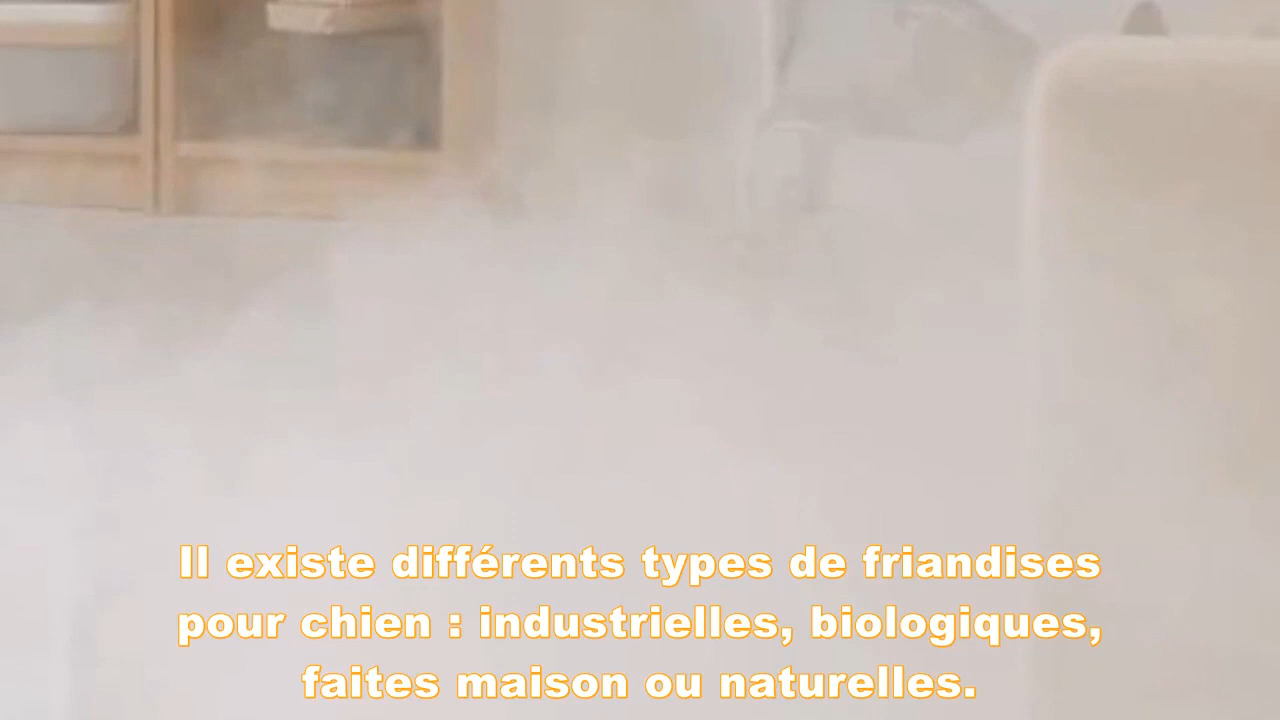 Il existe différents types de friandises
pour chien : industrielles, biologiques,
faites maison ou naturelles.